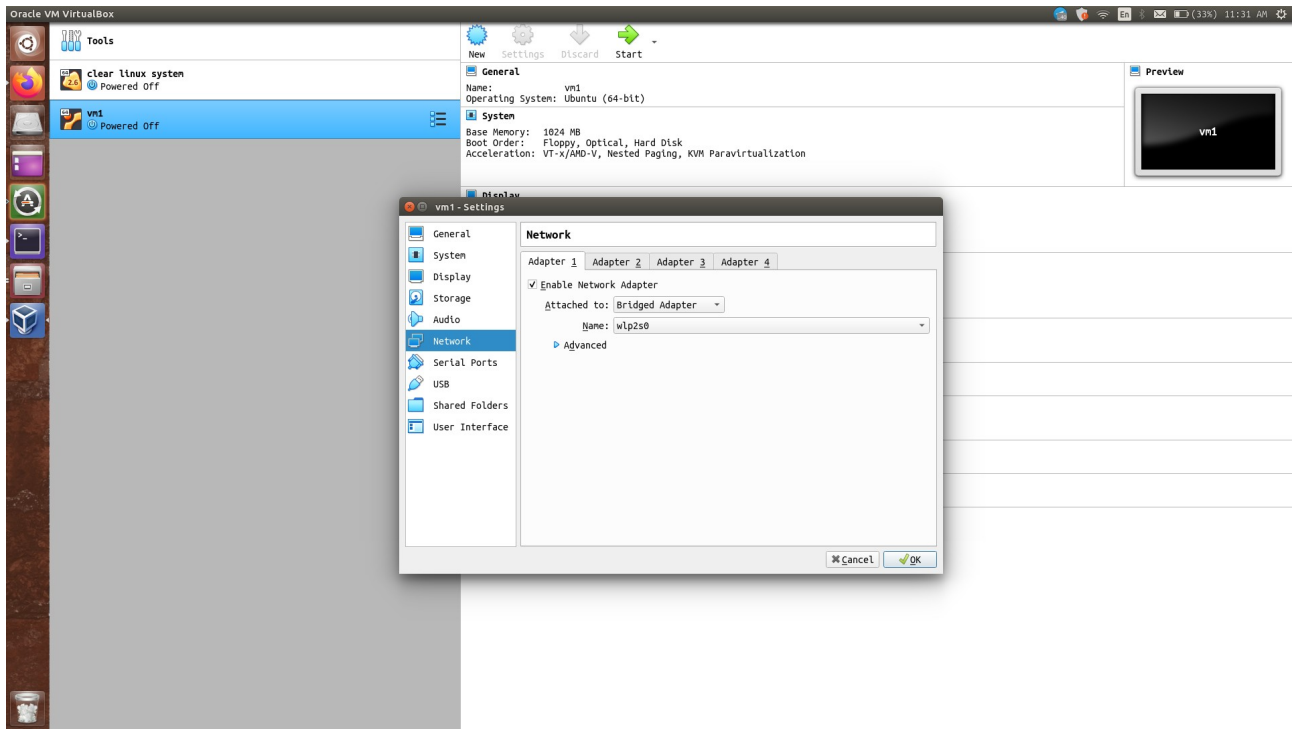 Oracle VM VirtualBox
En
(33%) 11:31 AM
Tools
64
2.6
clear linux system
Powered Off
64
vm1
Powered Off
New Settings Discard Start
General
Name: vm1
Operating System: Ubuntu (64-bit)
System
Base Memory: 1024 MB
Boot Order: Floppy, Optical, Hard Disk
Acceleration: VT-x/AMD-V, Nested Paging, KVM Paravirtualization
Display
Preview
vm1
vm1 - Settings
General
System
Display
Storage
Audio
Network
Serial Ports
USB
Shared Folders
User Interface
Network
Adapter 1 Adapter 2 Adapter 3 Adapter 4
Enable Network Adapter
Attached to: Bridged Adapter
Name: wlp2s0
Advanced
Cancel OK